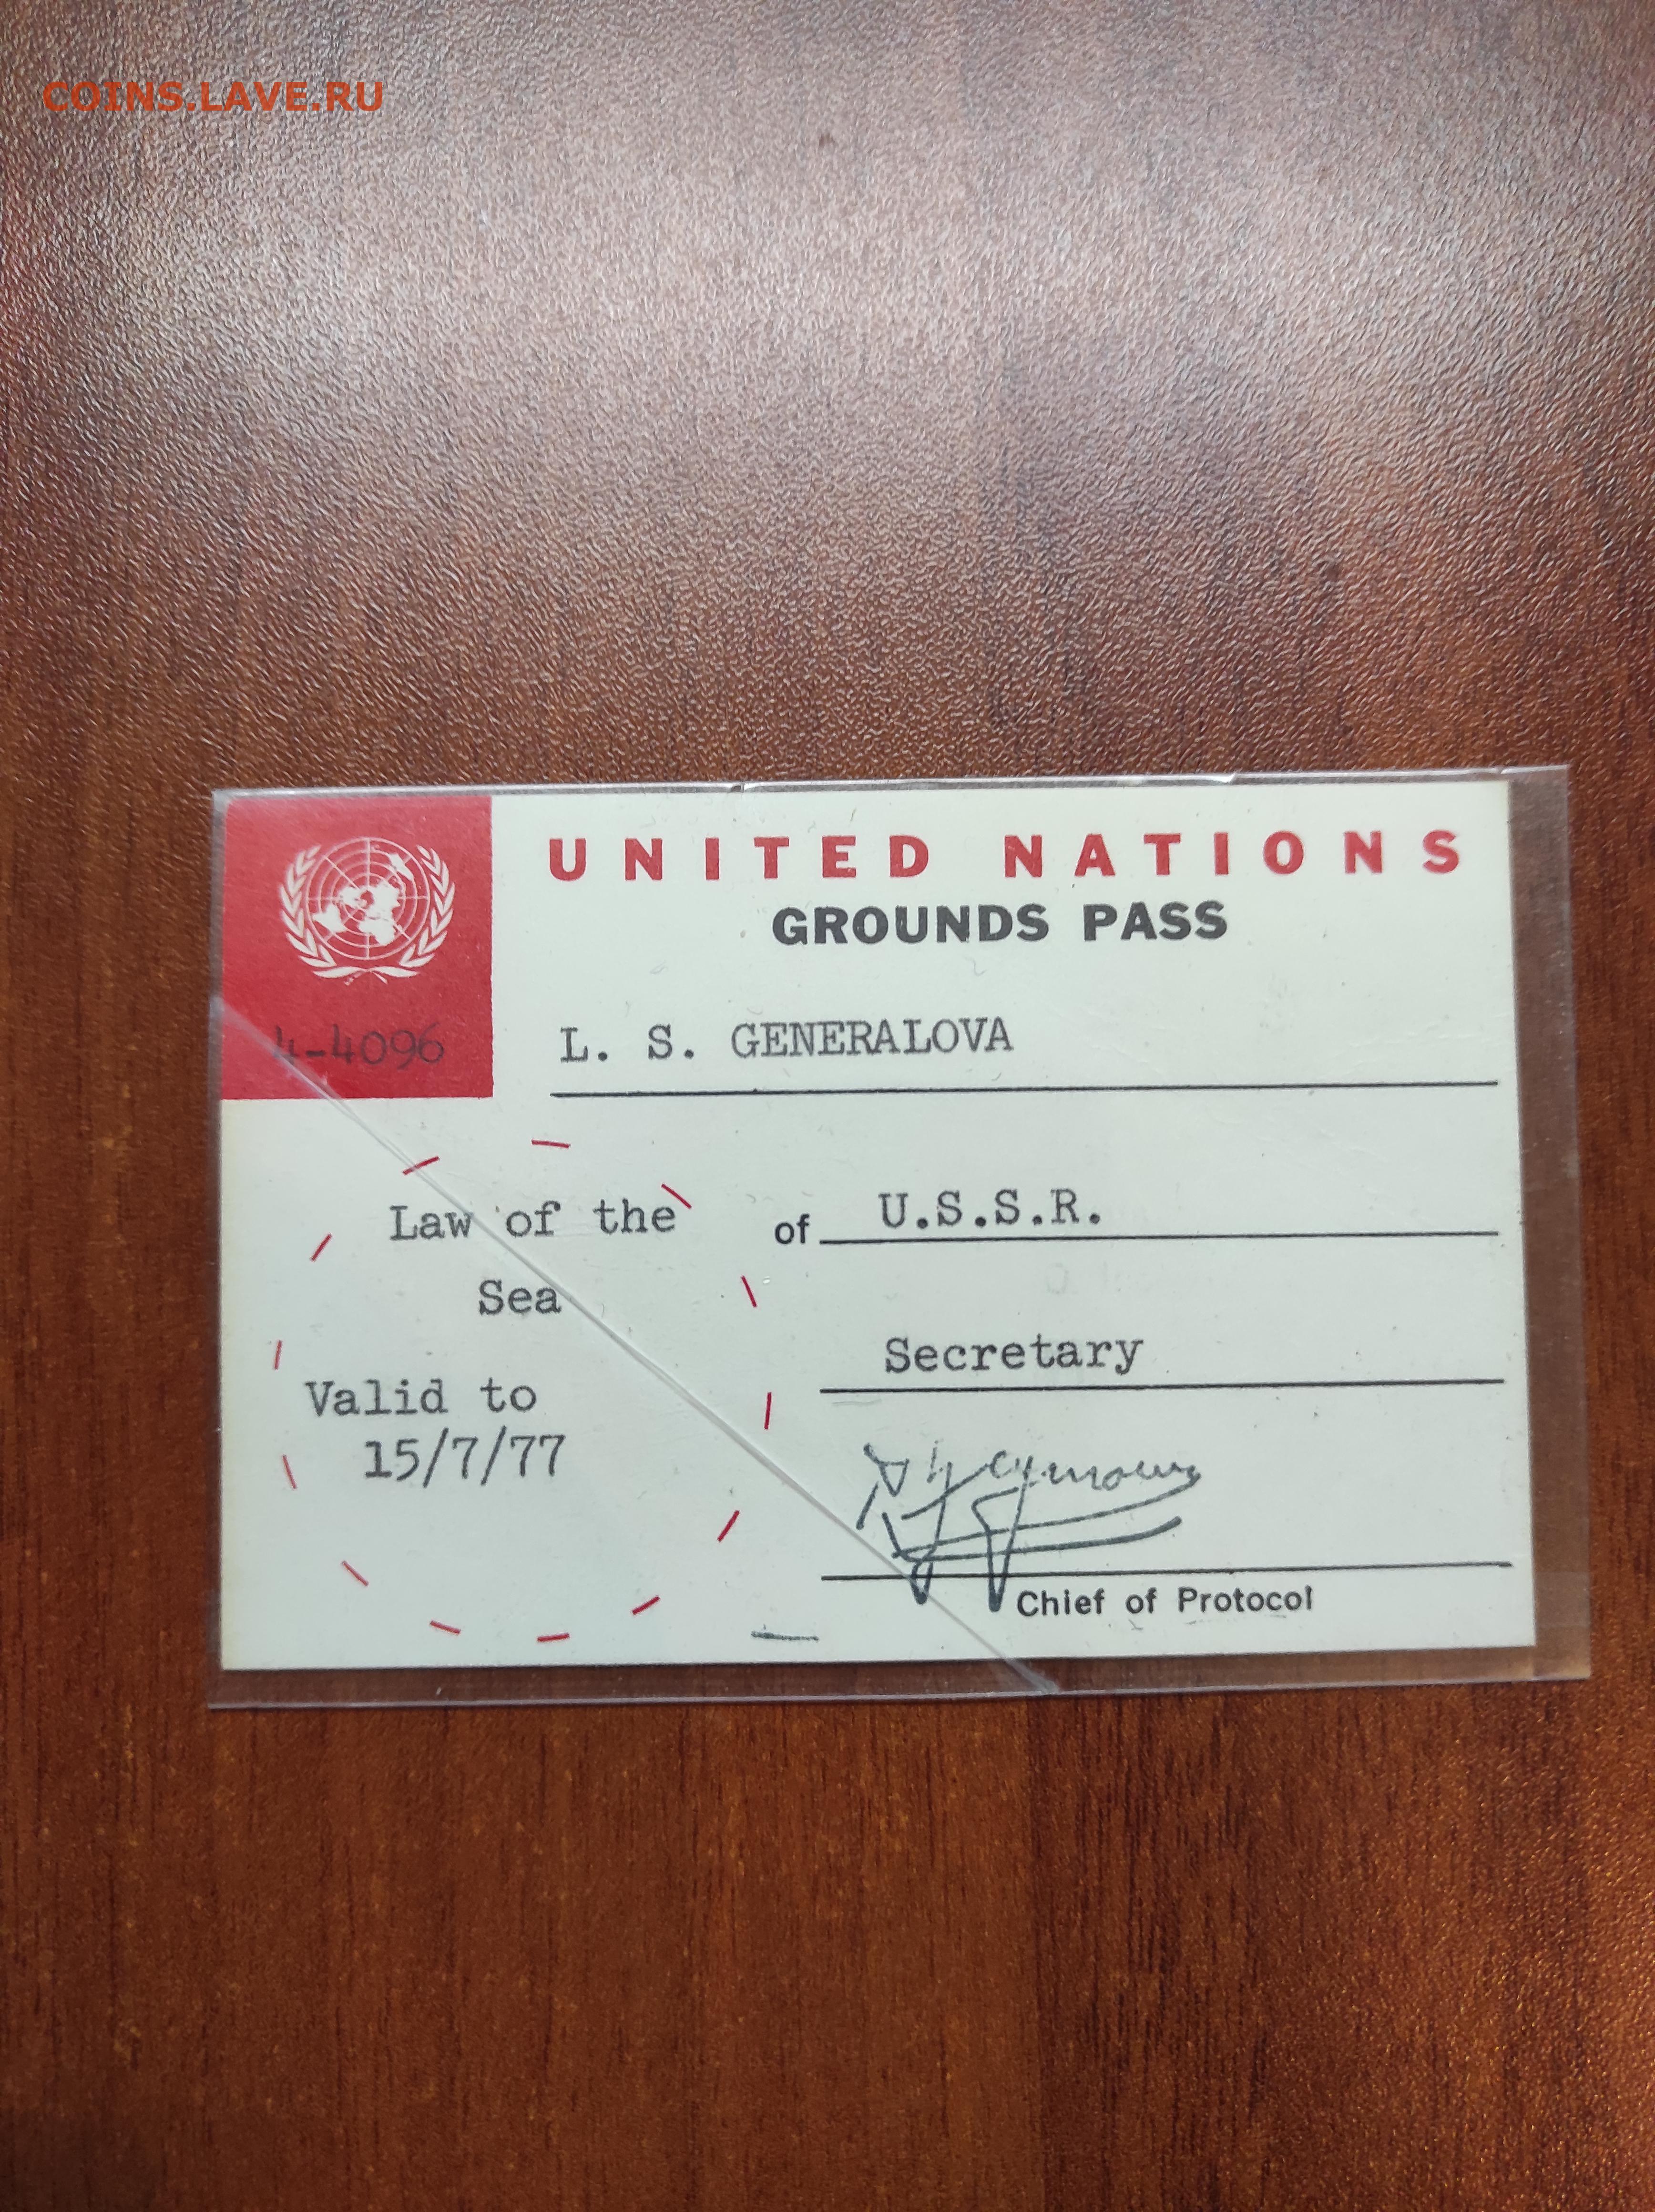 COINS.LAVE.RU
UNITED NATIONS
GROUNDS PASS
4-4096
L. S. GENERALOVA
Law of the
Sea
Valid to
15/7/77
of U.S.S.R.
Secretary
Chief of Protocol